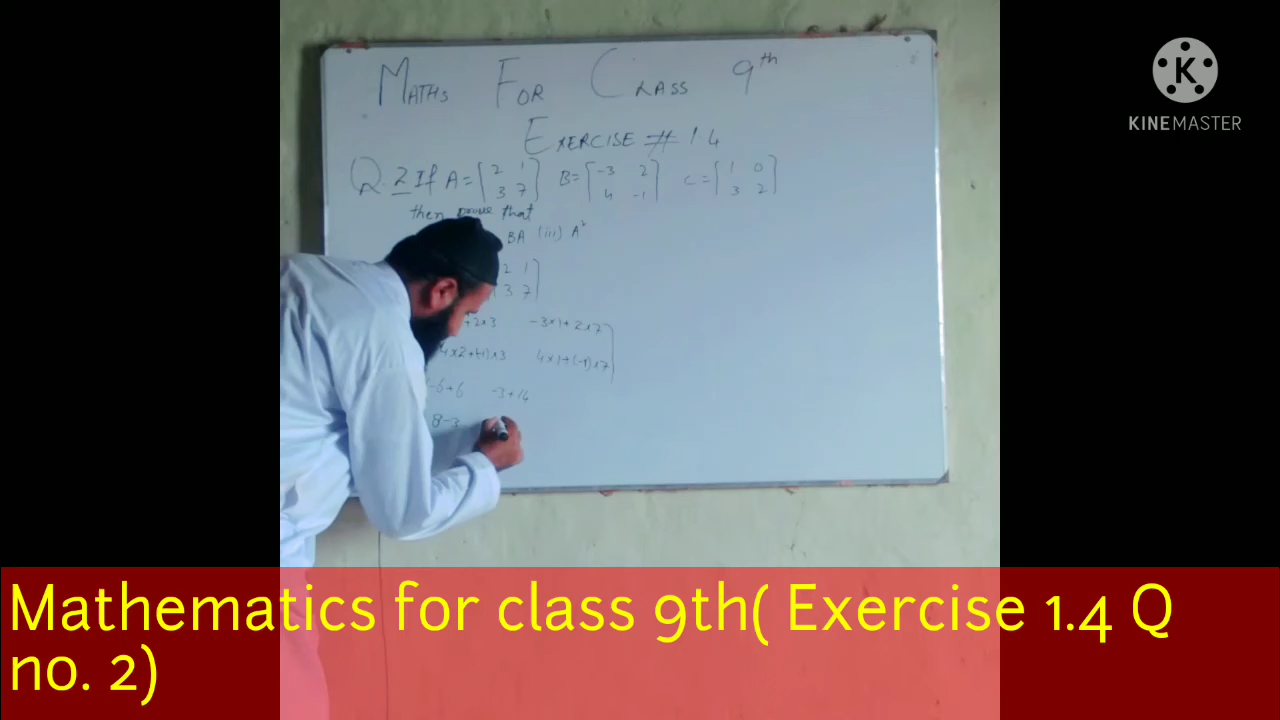 MATHS FOR CLASS 9th
EXERCISE # 1.4
Q.2 If A = [2 1 B = [-3 2 C = [1 0
3 7] 4 -1] 3 2]
then prove that
BA (iii) A²
2 1
3 7
+2×3 -3×1+2×7
4×2+(-1)×3 4×1+(-1)×7
-6+6 -3+14
8-3
K
KINEMASTER
Mathematics for class 9th( Exercise 1.4 Q
no. 2)